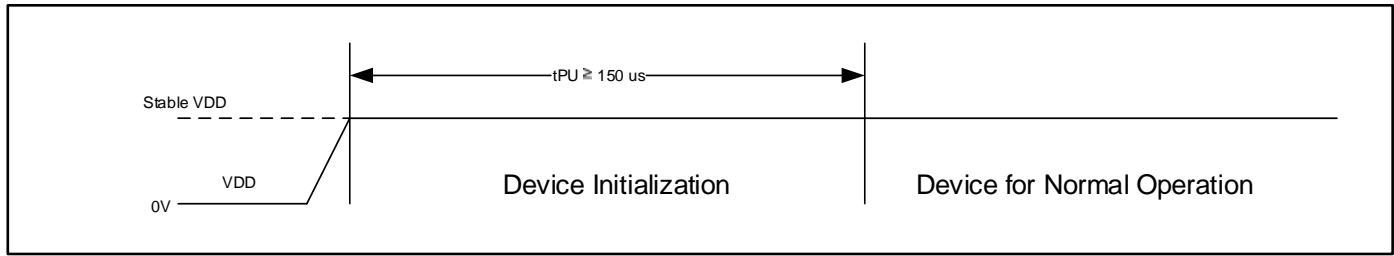 tPU ≧ 150 us
Stable VDD
VDD
Device Initialization
Device for Normal Operation
0V